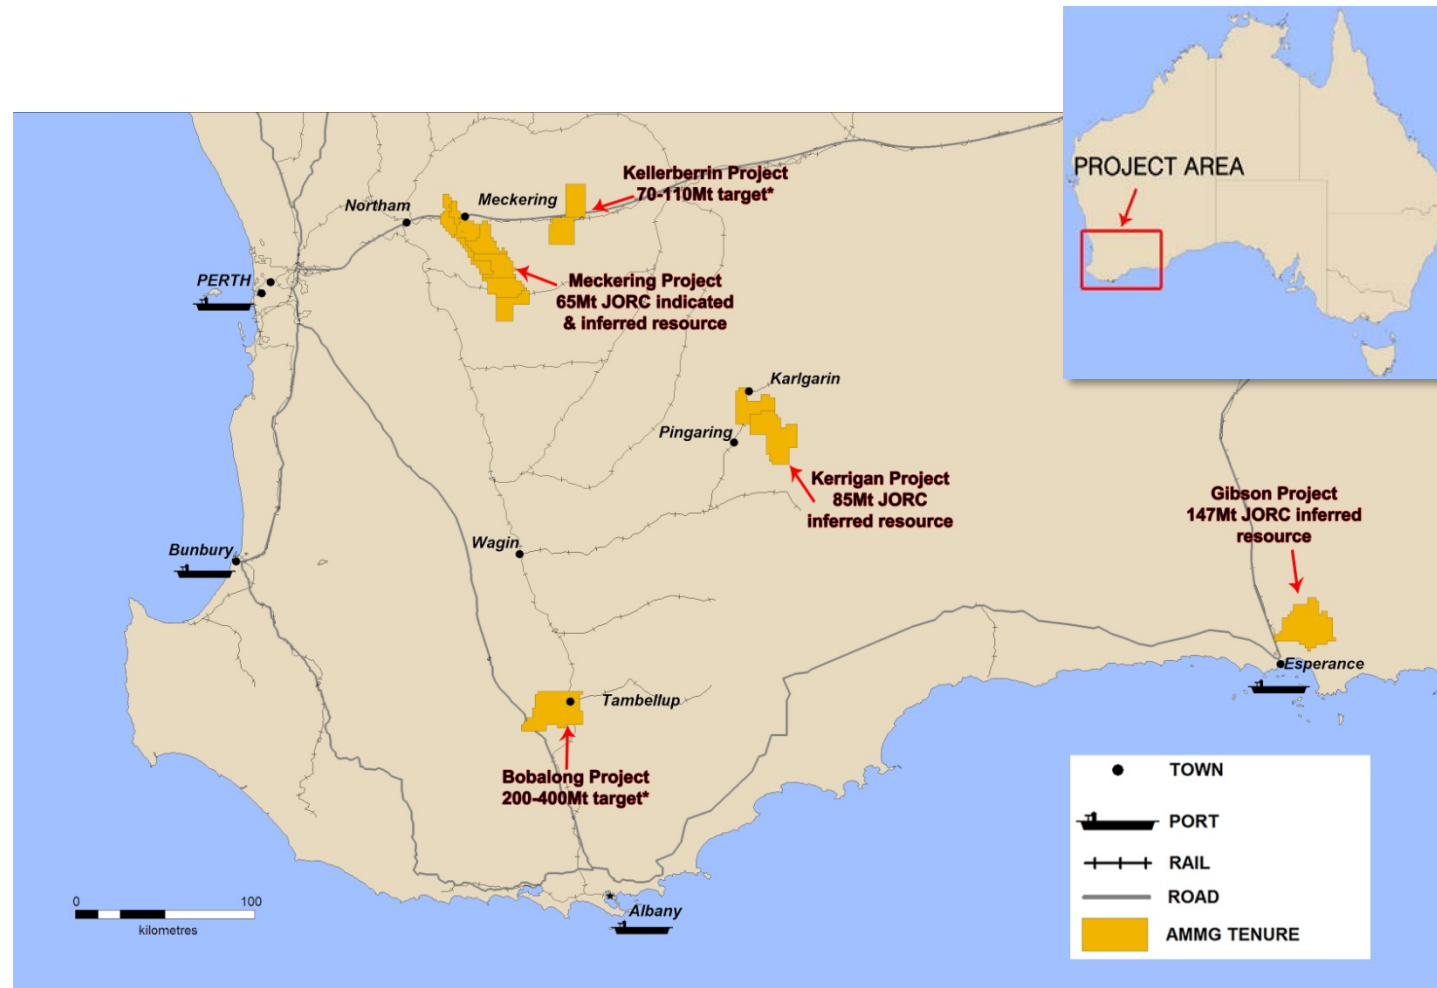 PROJECT AREA
Kellerberrin Project
70-110Mt target*
Meckering
Northam
PERTH
Meckering Project
65Mt JORC indicated
& inferred resource
Karlgarin
Pingaring
Kerrigan Project
85Mt JORC
inferred resource
Gibson Project
147Mt JORC inferred
resource
Wagin
Bunbury
Esperance
Tambellup
Bobalong Project
200-400Mt target*
Albany
0 100
kilometres
TOWN
PORT
RAIL
ROAD
AMMG TENURE